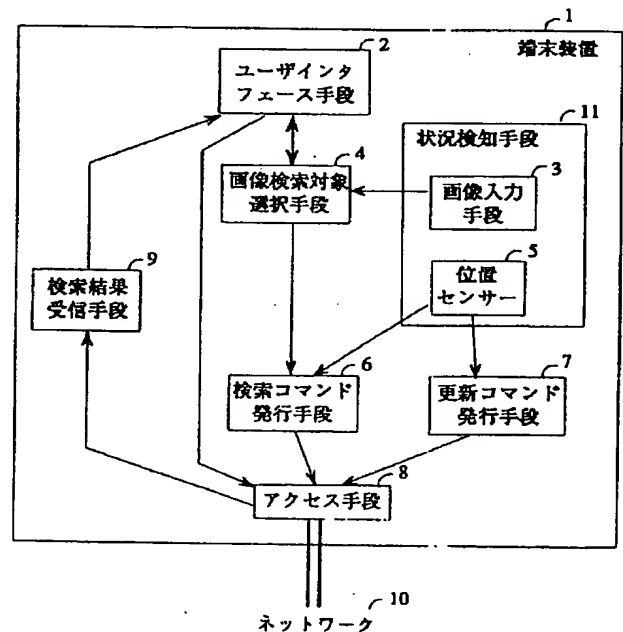 1
端末装置
2
ユーザインタ
フェース手段
11
状況検知手段
4
画像検索対象
選択手段
3
画像入力
手段
5
位置
センサー
9
検索結果
受信手段
6
検索コマンド
発行手段
7
更新コマンド
発行手段
8
アクセス手段
10
ネットワーク